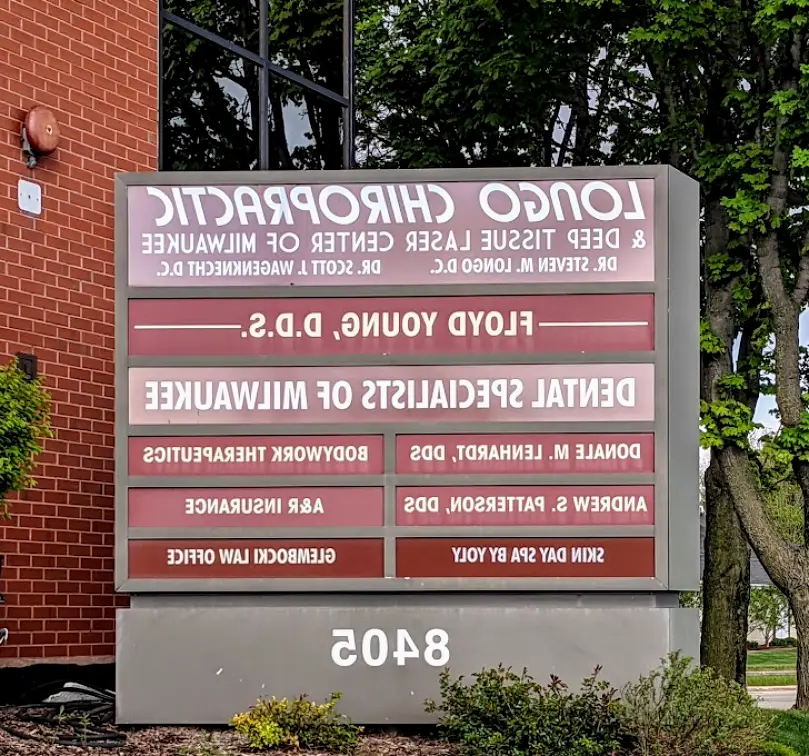 LONGO CHIROPRACTIC
& DEEP TISSUE LASER CENTER OF MILWAUKEE
DR. STEVEN M. LONGO D.C. DR. SCOTT J. WAGENKNECHT D.C.
FLOYD YOUNG, D.D.S.
DENTAL SPECIALISTS OF MILWAUKEE
DONALE M. LENHARDT, DDS
BODYWORK THERAPEUTICS
ANDREW S. PATTERSON, DDS
A&R INSURANCE
SKIN DAY SPA BY YOLY
GLEMBOCKI LAW OFFICE
8405